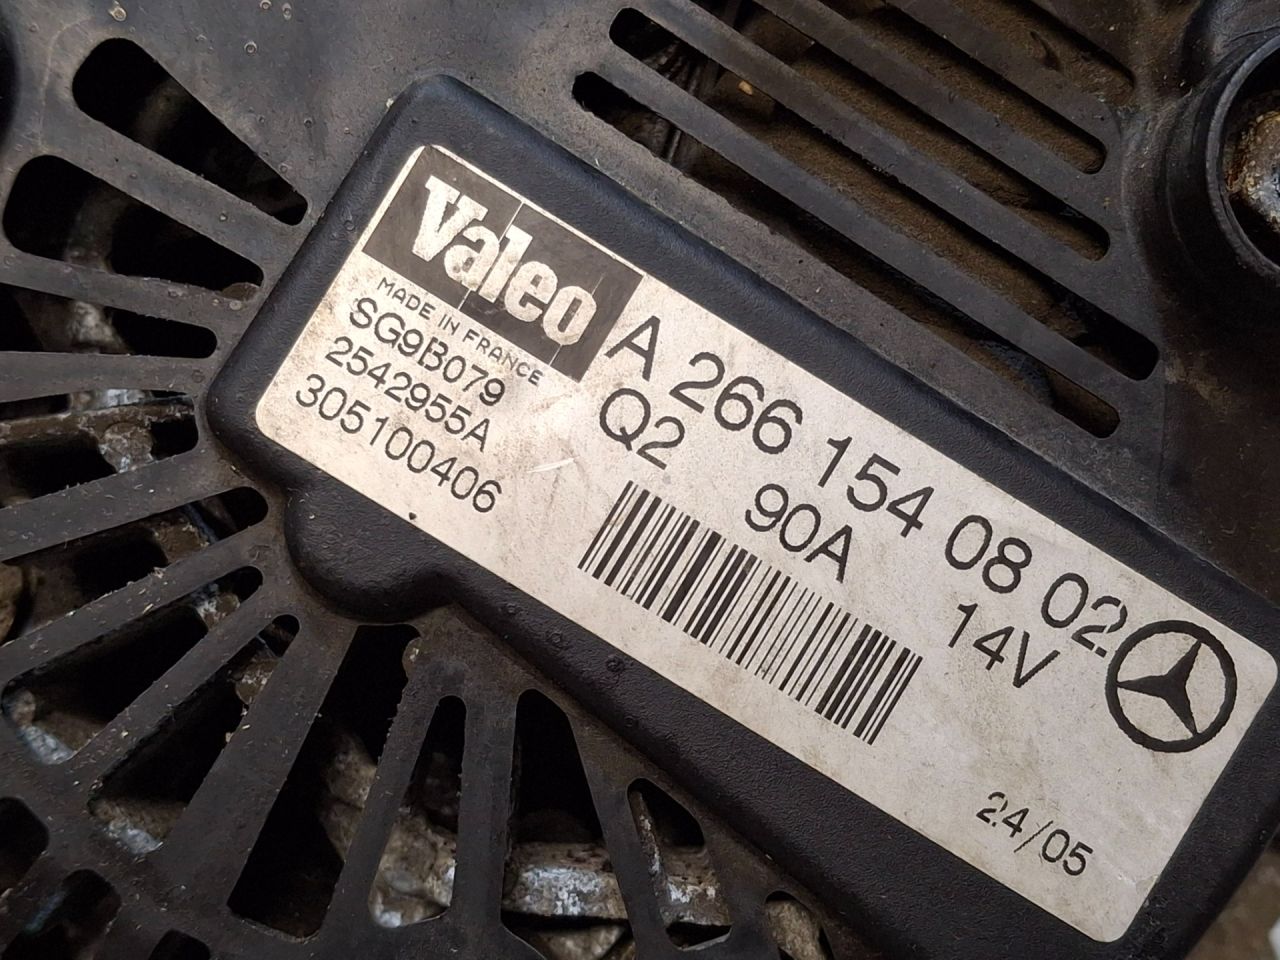 Valeo
MADE IN FRANCE
SG9B079
2542955A
305100406
A 266 154 08 02
Q2
90A
14V
24/05